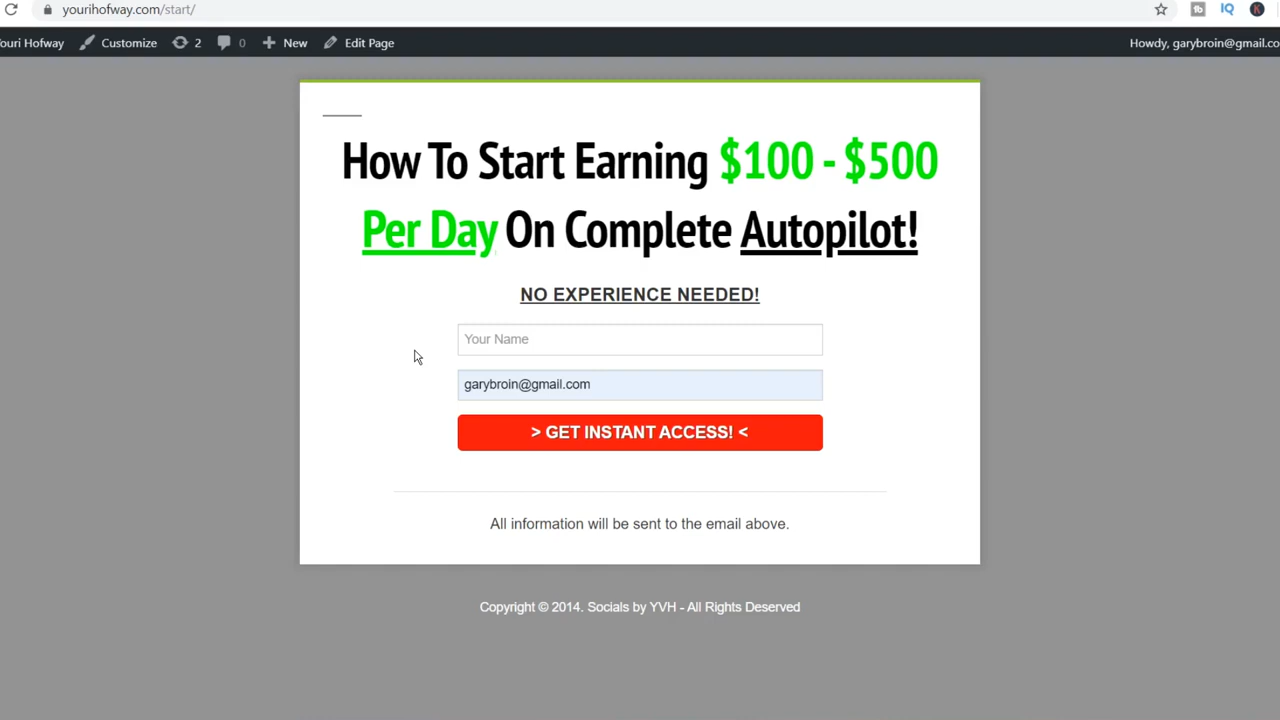 yourihofway.com/start/
ouri Hofway Customize 2 0 New Edit Page Howdy, garybroin@gmail.co
How To Start Earning $100 - $500
Per Day On Complete Autopilot!
NO EXPERIENCE NEEDED!
Your Name
garybroin@gmail.com
> GET INSTANT ACCESS! <
All information will be sent to the email above.
Copyright © 2014. Socials by YVH - All Rights Deserved